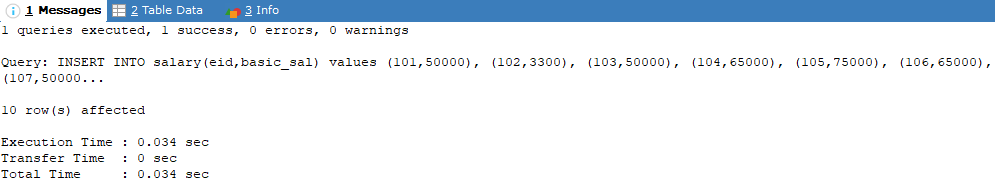 1 Messages 2 Table Data 3 Info
1 queries executed, 1 success, 0 errors, 0 warnings
Query: INSERT INTO salary(eid,basic_sal) values (101,50000), (102,3300), (103,50000), (104,65000), (105,75000), (106,65000),
(107,50000...
10 row(s) affected
Execution Time : 0.034 sec
Transfer Time  : 0 sec
Total Time     : 0.034 sec